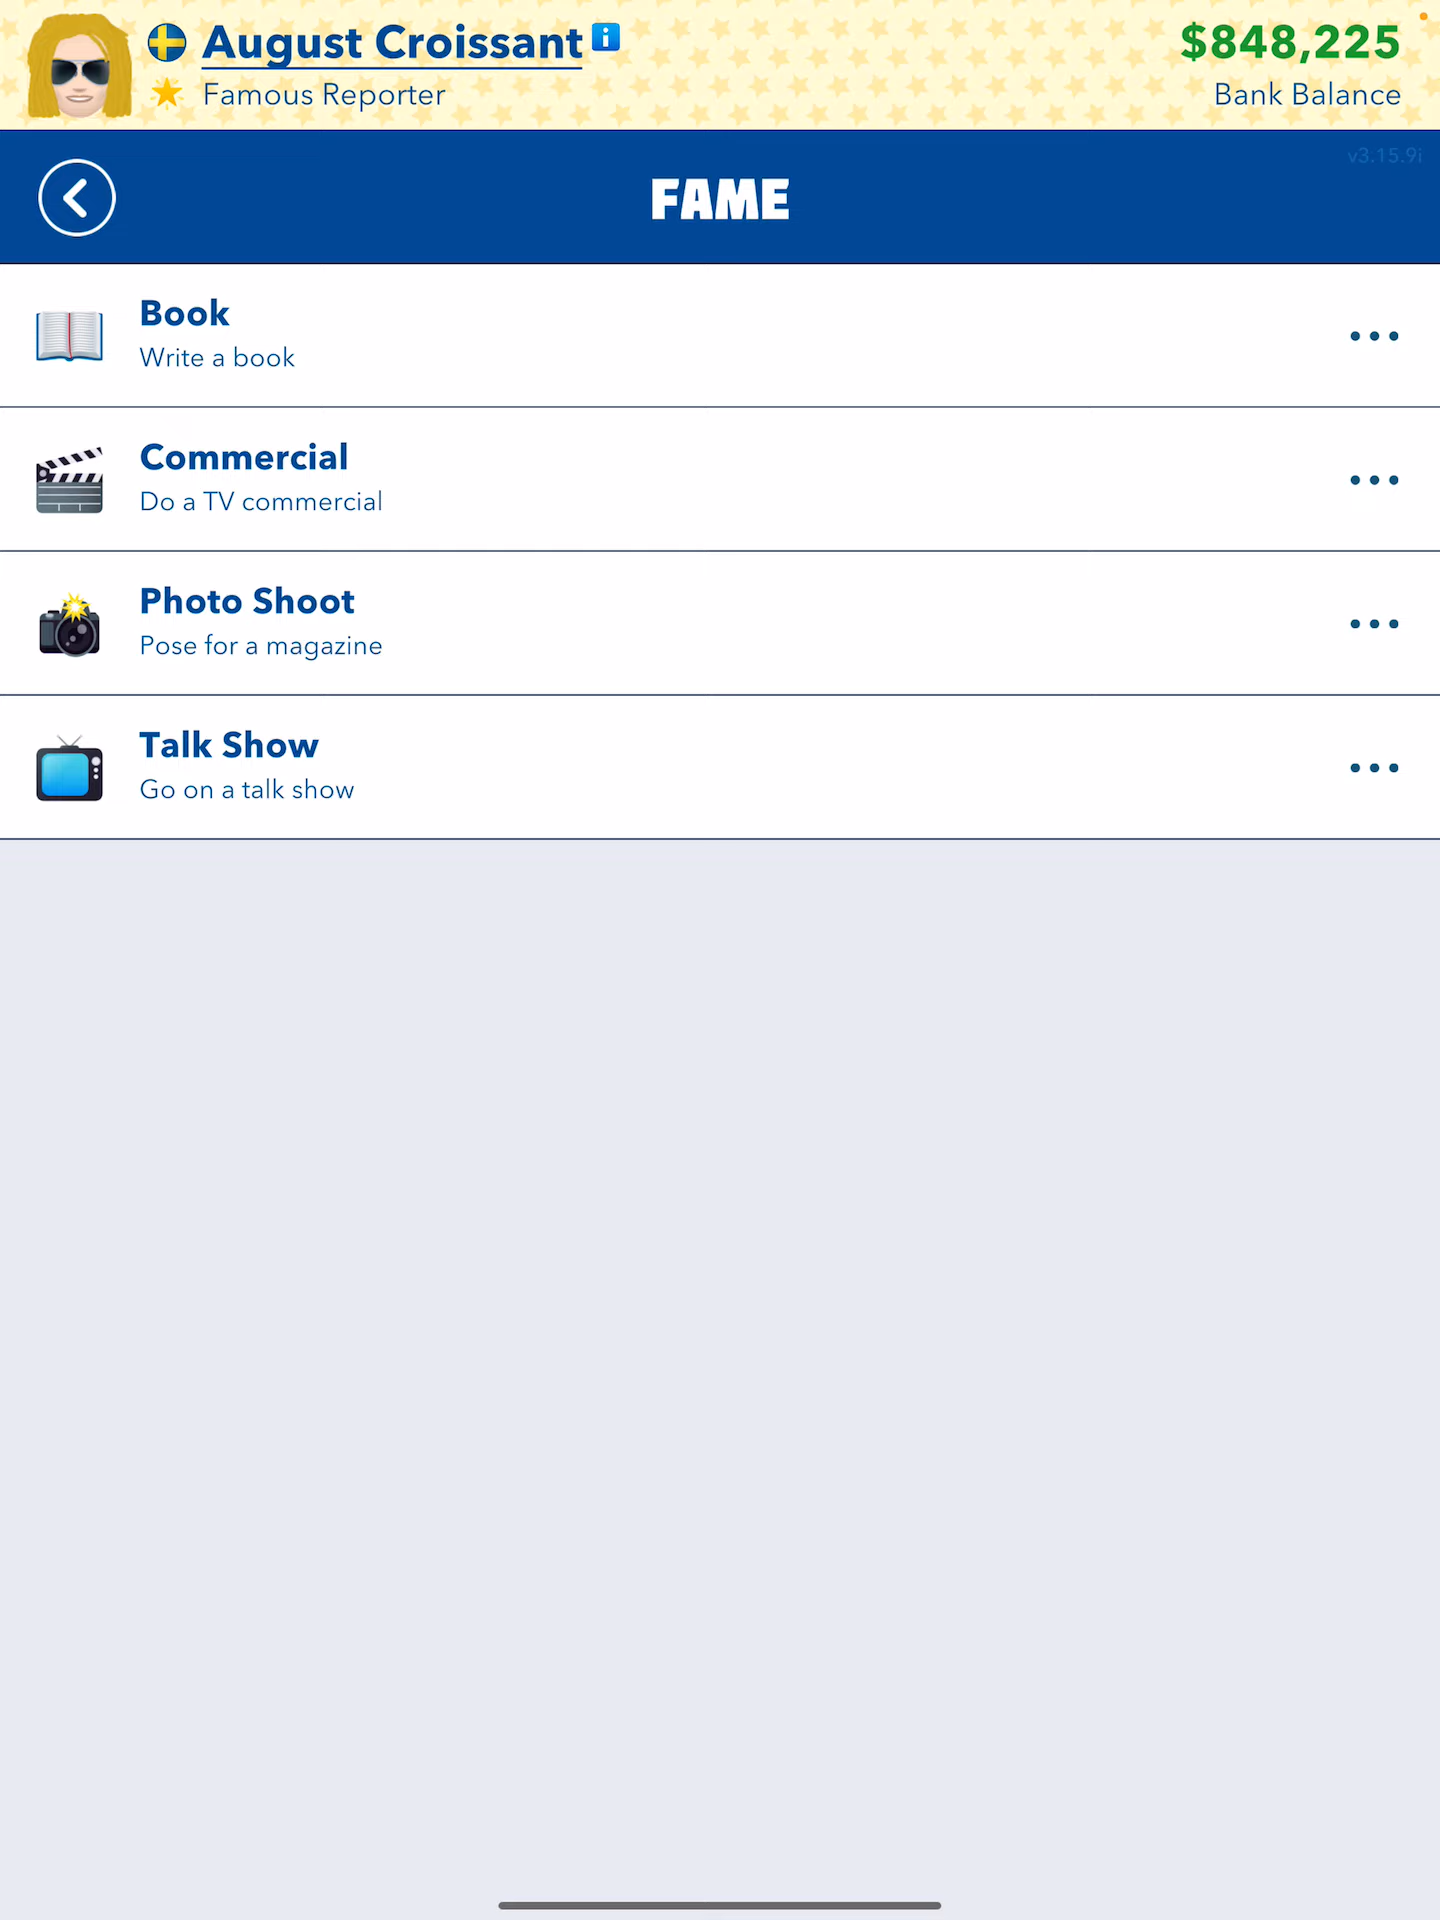 August Croissant i
$848,225
Famous Reporter
Bank Balance
v3.15.9i
FAME
Book
Write a book
Commercial
Do a TV commercial
Photo Shoot
Pose for a magazine
Talk Show
Go on a talk show